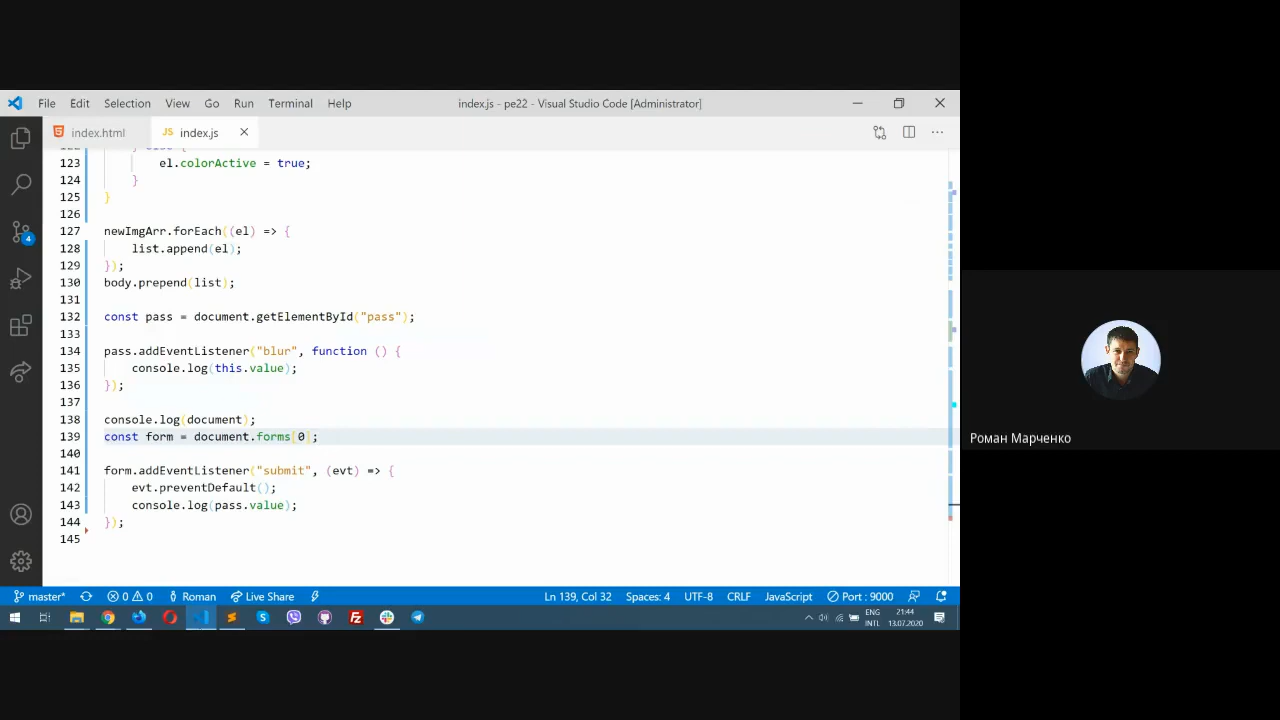 File Edit Selection View Go Run Terminal Help index.js - pe22 - Visual Studio Code [Administrator]
index.html JS index.js
123 el.colorActive = true;
124 }
125 }
126
127 newImgArr.forEach((el) => {
128 list.append(el);
129 });
130 body.prepend(list);
131
132 const pass = document.getElementById("pass");
133
134 pass.addEventListener("blur", function () {
135 console.log(this.value);
136 });
137
138 console.log(document);
139 const form = document.forms[0];
140
141 form.addEventListener("submit", (evt) => {
142 evt.preventDefault();
143 console.log(pass.value);
144 });
145
4
Роман Марченко
master* 0 0 Roman Live Share Ln 139, Col 32 Spaces: 4 UTF-8 CRLF JavaScript Port : 9000
ENG 21:44
INTL 13.07.2020